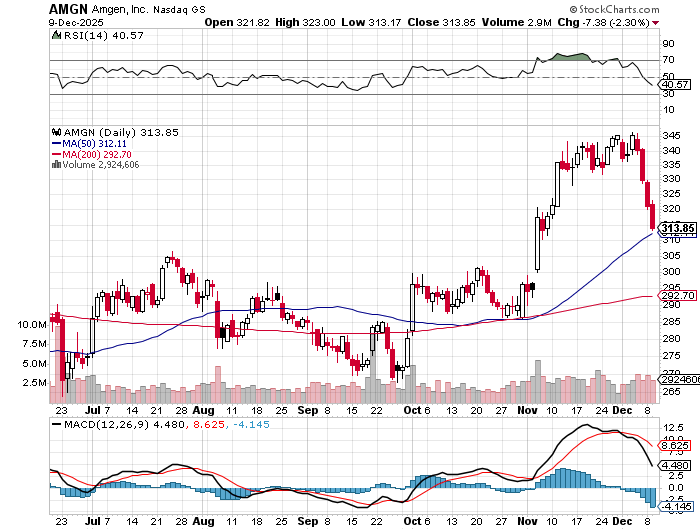 AMGN Amgen, Inc. Nasdaq GS © StockCharts.com
9-Dec-2025 Open 321.82 High 323.00 Low 313.17 Close 313.85 Volume 2.9M Chg -7.38 (-2.30%)
RSI(14) 40.57
90
70
50
40.57
30
10
AMGN (Daily) 313.85
MA(50) 312.11
MA(200) 292.70
Volume 2,924,606
345
340
335
330
325
320
313.85
305
300
295
292.70
290
285
280
275
270
265
10.0M
7.5M
5.0M
2.5M
2924606
23 Jul 7 14 21 28 Aug 11 18 25 Sep 8 15 22 Oct 6 13 20 27 Nov 10 17 24 Dec 8
MACD(12,26,9) 4.480, 8.625, -4.145
12.5
10.0
8.625
4.480
2.5
0.0
-2.5
-4.145
23 Jul 7 14 21 28 Aug 11 18 25 Sep 8 15 22 Oct 6 13 20 27 Nov 10 17 24 Dec 8